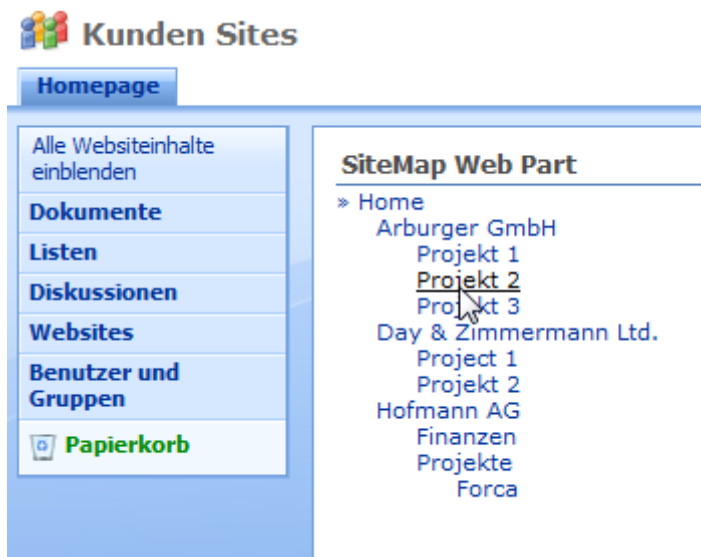 Kunden Sites
Homepage
Alle Websiteinhalte
einblenden
Dokumente
Listen
Diskussionen
Websites
Benutzer und
Gruppen
Papierkorb
SiteMap Web Part
» Home
Arburger GmbH
Projekt 1
Projekt 2
Projekt 3
Day & Zimmermann Ltd.
Project 1
Projekt 2
Hofmann AG
Finanzen
Projekte
Forca